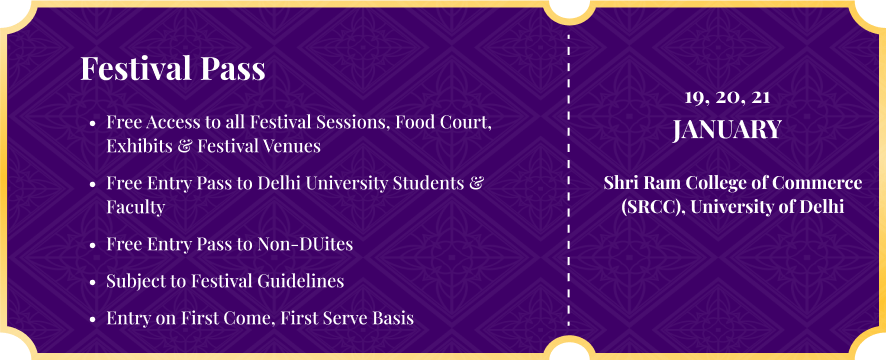 Festival Pass
• Free Access to all Festival Sessions, Food Court,
Exhibits & Festival Venues
• Free Entry Pass to Delhi University Students &
Faculty
• Free Entry Pass to Non-DUites
• Subject to Festival Guidelines
• Entry on First Come, First Serve Basis
19, 20, 21
JANUARY
Shri Ram College of Commerce
(SRCC), University of Delhi